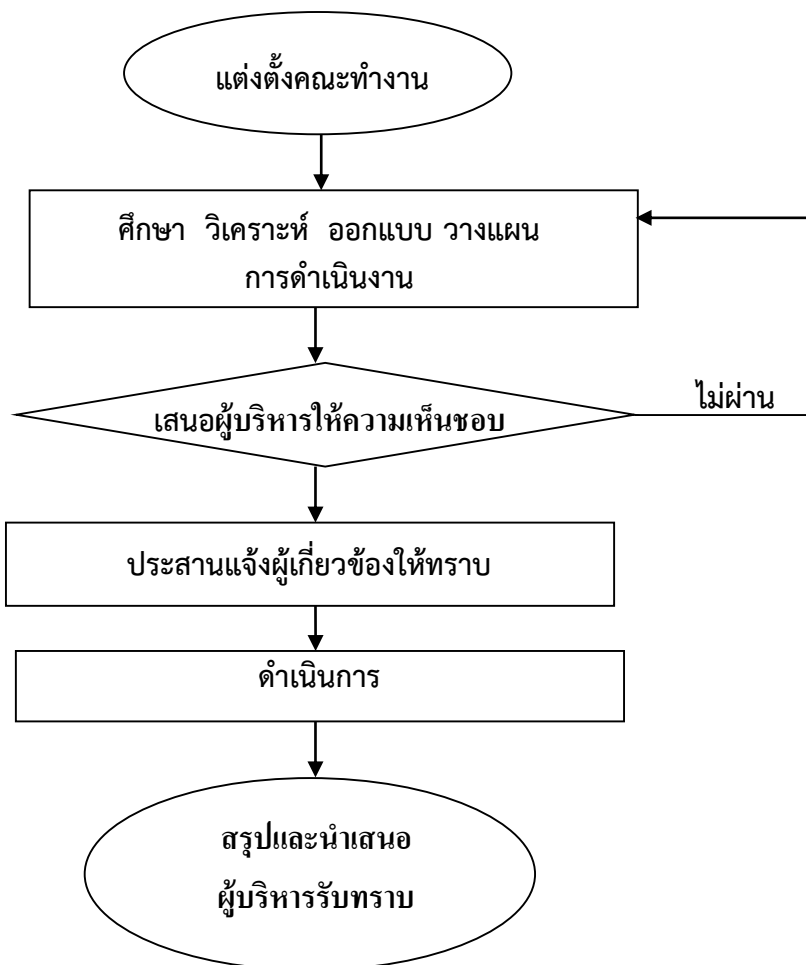 แต่งตั้งคณะทำงาน
ศึกษา วิเคราะห์ ออกแบบ วางแผน
การดำเนินงาน
ไม่ผ่าน
เสนอผู้บริหารให้ความเห็นชอบ
ประสานแจ้งผู้เกี่ยวข้องให้ทราบ
ดำเนินการ
สรุปและนำเสนอ
ผู้บริหารรับทราบ